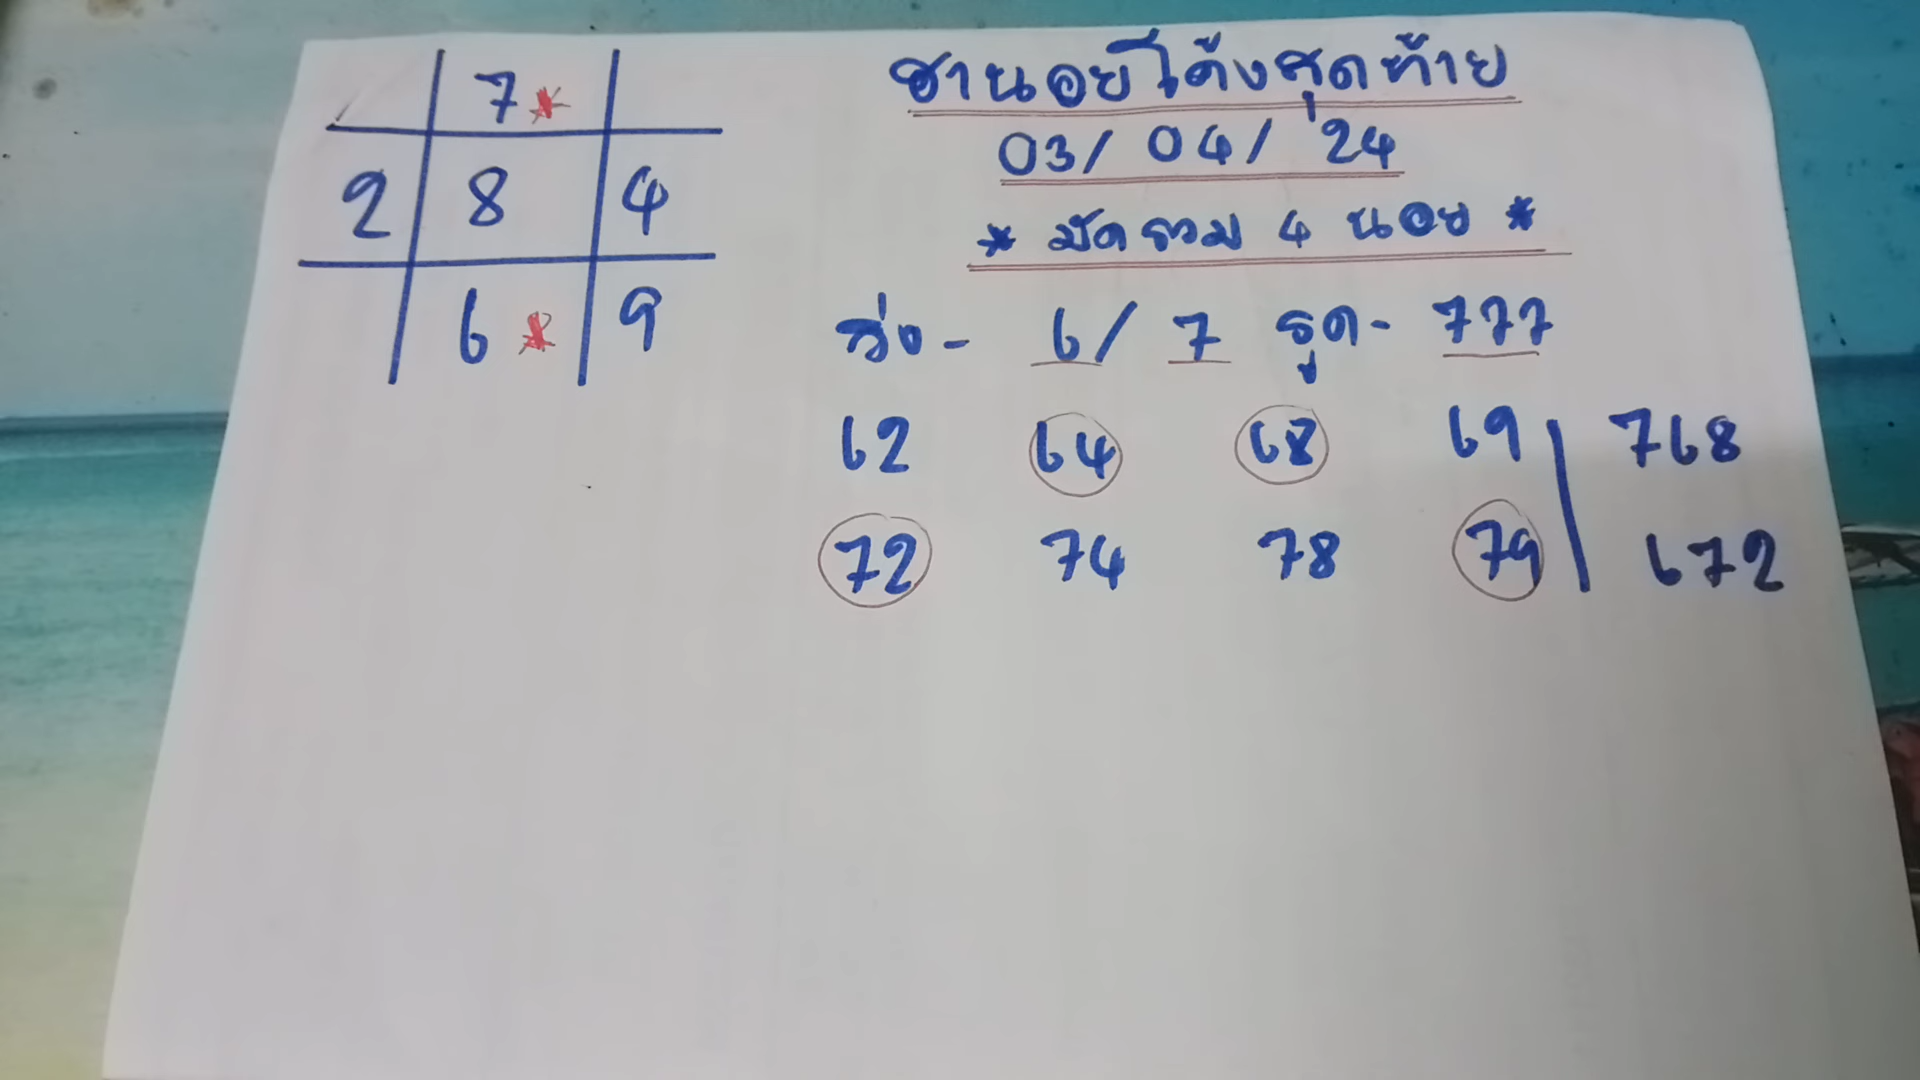 7*
2 8 4
6* 9
ฮานอยโค้งสุดท้าย
03/ 04/ 24
* มัดรวม 4 นอย *
วิ่ง- 6/ 7 รูด- 777
62 64 68 69 | 768
72 74 78 79 | 672